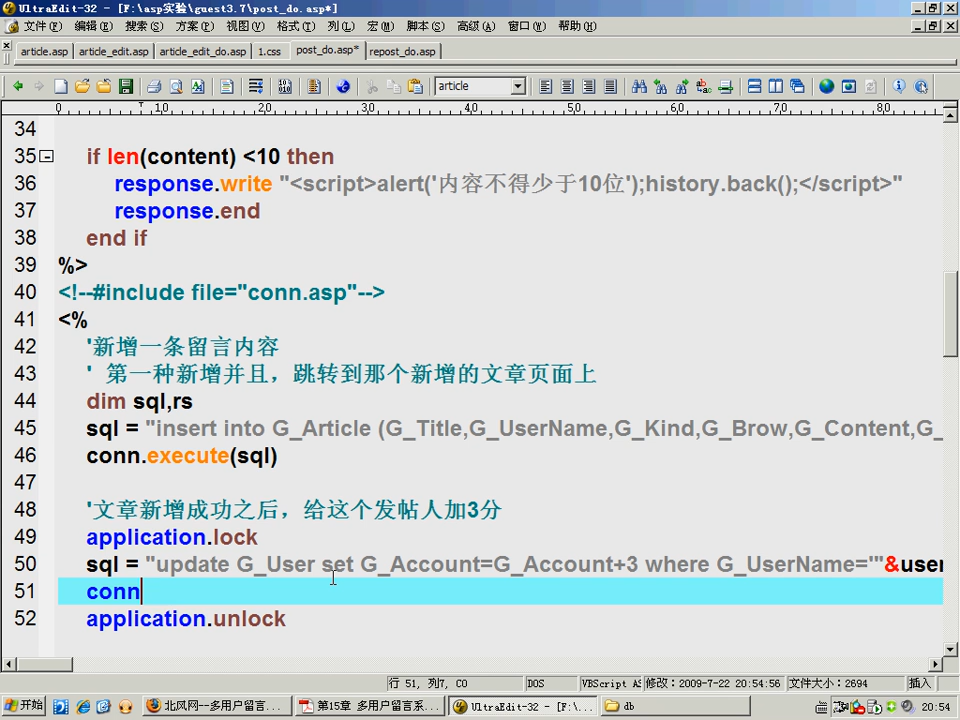 UltraEdit-32 - [F:\asp实验\guest3.7\post_do.asp*]
文件(F) 编辑(E) 搜索(S) 方案(P) 视图(V) 格式(T) 列(L) 宏(M) 脚本(S) 高级(A) 窗口(W) 帮助(H)
article.asp article_edit.asp article_edit_do.asp 1.css post_do.asp* repost_do.asp
article
0 10 20 30 40 50 60 70 80
34
35 if len(content) <10 then
36 response.write "<script>alert('内容不得少于10位');history.back();</script>"
37 response.end
38 end if
39 %>
40 <!--#include file="conn.asp"-->
41 <%
42 '新增一条留言内容
43 ' 第一种新增并且，跳转到那个新增的文章页面上
44 dim sql,rs
45 sql = "insert into G_Article (G_Title,G_UserName,G_Kind,G_Brow,G_Content,G_
46 conn.execute(sql)
47
48 '文章新增成功之后，给这个发帖人加3分
49 application.lock
50 sql = "update G_User set G_Account=G_Account+3 where G_UserName='"&user
51 conn
52 application.unlock
行 51, 列7, C0 DOS VBScript AS 修改：2009-7-22 20:54:56 文件大小：2694 插入
开始 北风网--多用户留言... 第15章 多用户留言系... UltraEdit-32 - [F:\... db 20:54